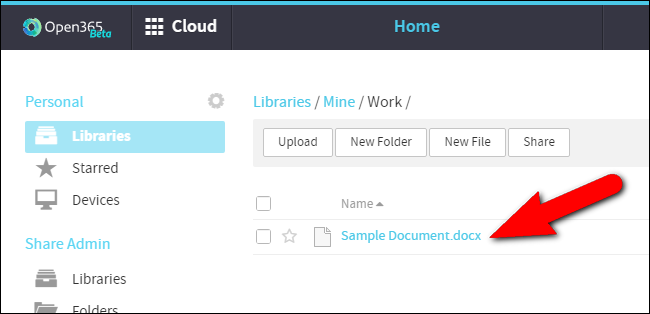 Open365 Beta Cloud Home
Personal
Libraries
Starred
Devices
Share Admin
Libraries
Folders
Libraries / Mine / Work /
Upload New Folder New File Share
Name
Sample Document.docx